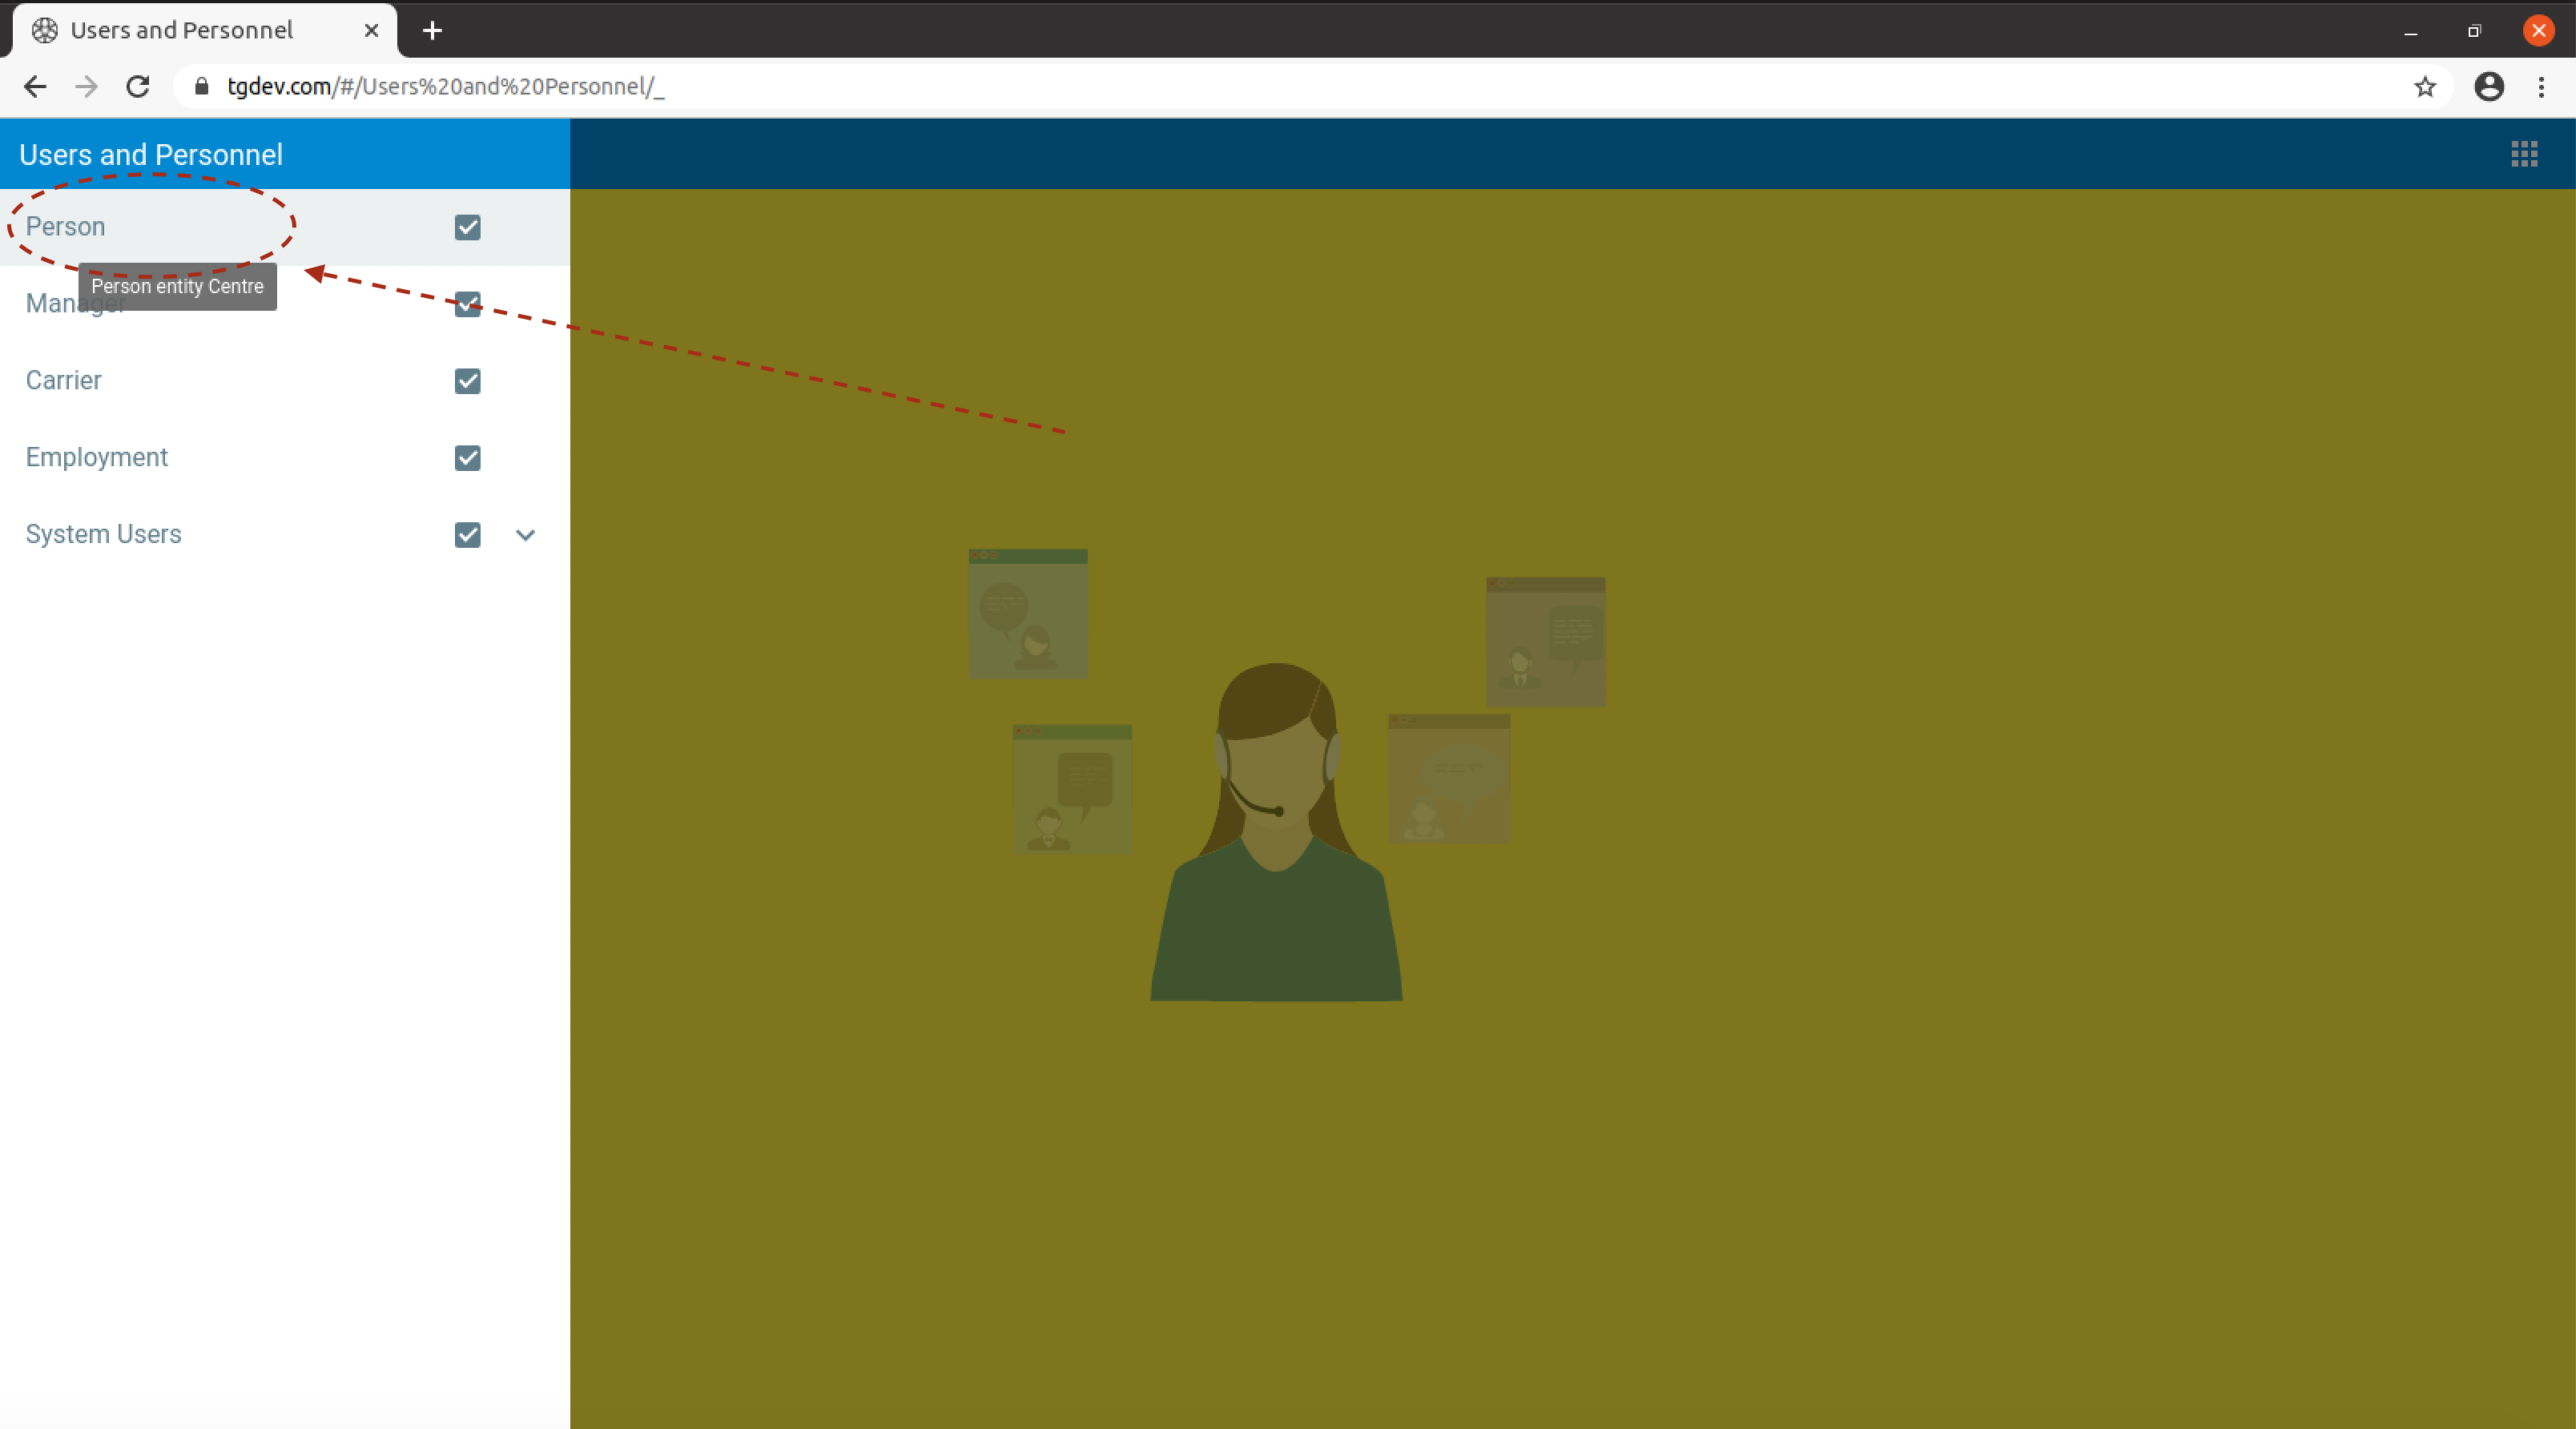 Users and Personnel
tgdev.com/#/Users%20and%20Personnel/_
Users and Personnel
Person
Person entity Centre
Manager
Carrier
Employment
System Users